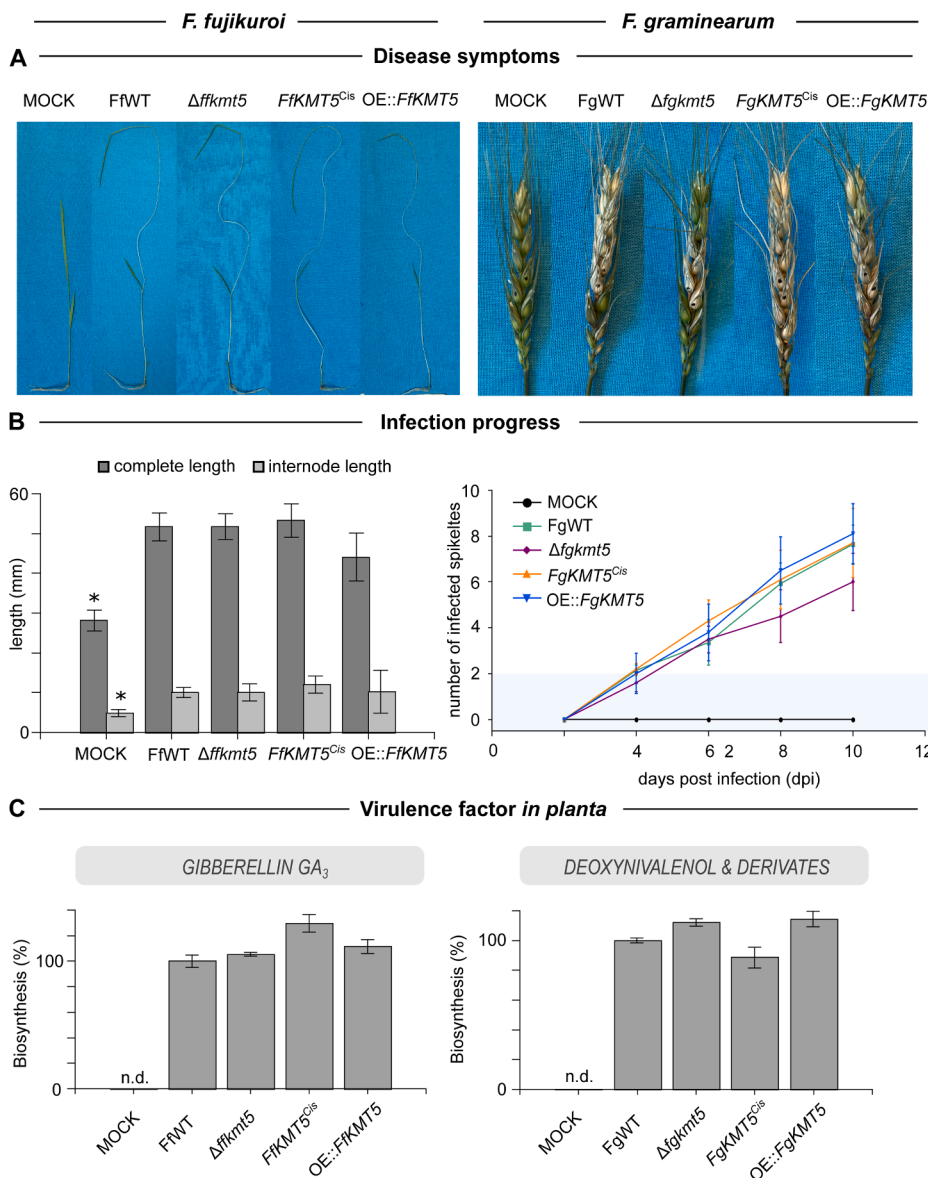 F. fujikuroi
F. graminearum
A
Disease symptoms
MOCK FfWT Δffkmt5 FfKMT5Cis OE::FfKMT5
MOCK FgWT Δfgkmt5 FgKMT5Cis OE::FgKMT5
B
Infection progress
complete length internode length
60
length (mm)
0
* *
MOCK FfWT Δffkmt5 FfKMT5Cis OE::FfKMT5
number of infected spikeltes
10
8
6
4
2
0
MOCK
FgWT
Δfgkmt5
FgKMT5Cis
OE::FgKMT5
0 4 6 2 8 10 12
days post infection (dpi)
C
Virulence factor in planta
GIBBERELLIN GA3
Biosynthesis (%)
100
0
n.d.
MOCK
FfWT
Δffkmt5
FfKMT5Cis
OE::FfKMT5
DEOXYNIVALENOL & DERIVATES
Biosynthesis (%)
100
0
n.d.
MOCK
FgWT
Δfgkmt5
FgKMT5Cis
OE::FgKMT5